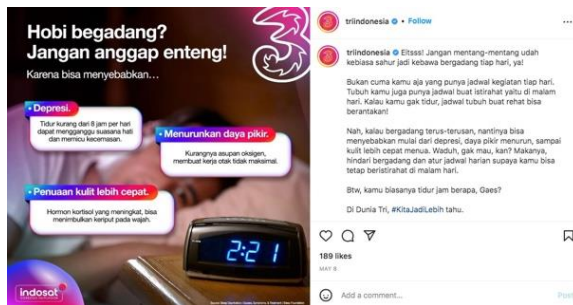 Hobi begadang?
Jangan anggap enteng!
Karena bisa menyebabkan...
• Depresi.
Tidur kurang dari 8 jam per hari
dapat mengganggu suasana hati
dan memicu kecemasan.
• Menurunkan daya pikir.
Kurangnya asupan oksigen,
membuat kerja otak tidak maksimal.
• Penuaan kulit lebih cepat.
Hormon kortisol yang meningkat, bisa
menimbulkan keriput pada wajah.
2:21
indosat
triindonesia • Follow
triindonesia Eitsss! Jangan mentang-mentang udah
kebiasa sahur jadi kebawa bergadang tiap hari, ya!
Bukan cuma kamu aja yang punya jadwal kegiatan tiap hari.
Tubuh kamu juga punya jadwal buat istirahat yaitu di malam
hari. Kalau kamu gak tidur, jadwal tubuh buat rehat bisa
berantakan!
Nah, kalau bergadang terus-terusan, nantinya bisa
menyebabkan mulai dari depresi, daya pikir menurun, sampai
kulit lebih cepat menua. Waduh, gak mau, kan? Makanya,
hindari bergadang dan atur jadwal harian supaya kamu bisa
tetap beristirahat di malam hari.
Btw, kamu biasanya tidur jam berapa, Gaes?
Di Dunia Tri, #KitaJadiLebih tahu.
189 likes
MAY 8
Add a comment...
Post